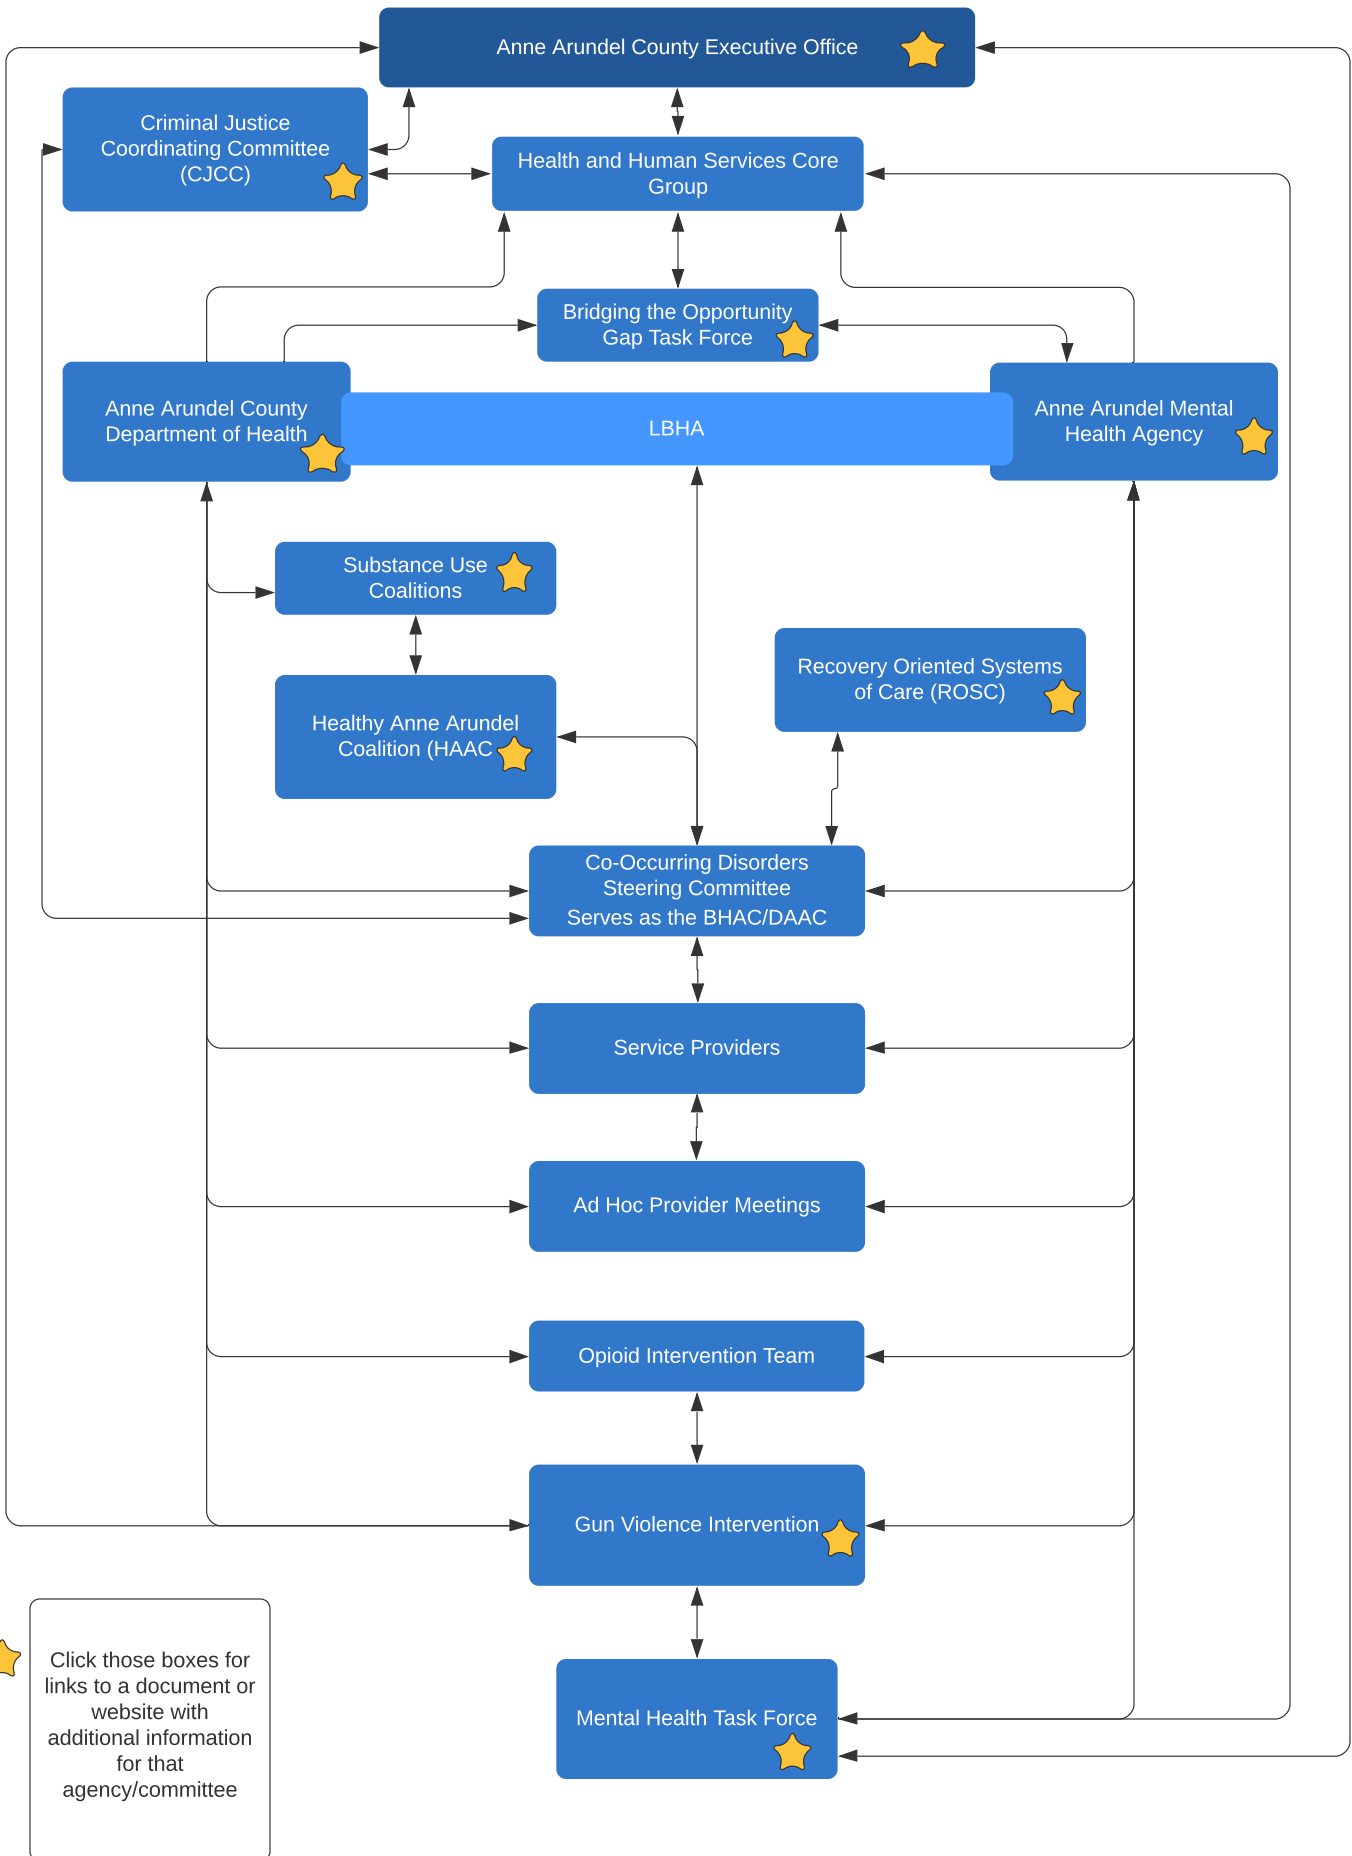 Anne Arundel County Executive Office
Criminal Justice
Coordinating Committee
(CJCC)
Health and Human Services Core
Group
Bridging the Opportunity
Gap Task Force
Anne Arundel County
Department of Health
LBHA
Anne Arundel Mental
Health Agency
Substance Use
Coalitions
Recovery Oriented Systems
of Care (ROSC)
Healthy Anne Arundel
Coalition (HAAC
Co-Occurring Disorders
Steering Committee
Serves as the BHAC/DAAC
Service Providers
Ad Hoc Provider Meetings
Opioid Intervention Team
Gun Violence Intervention
Mental Health Task Force
Click those boxes for
links to a document or
website with
additional information
for that
agency/committee